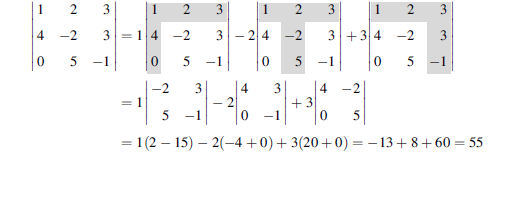 | 1 2 3 | | 1 2 3 | | 1 2 3 | | 1 2 3 |
| 4 −2 3 | = 1 | 4 −2 3 | − 2 | 4 −2 3 | + 3 | 4 −2 3 |
| 0 5 −1 | | 0 5 −1 | | 0 5 −1 | | 0 5 −1 |
= 1 | −2 3 | − 2 | 4 3 | + 3 | 4 −2 |
| 5 −1 | | 0 −1 | | 0 5 |
= 1(2 − 15) − 2(−4 + 0) + 3(20 + 0) = −13 + 8 + 60 = 55